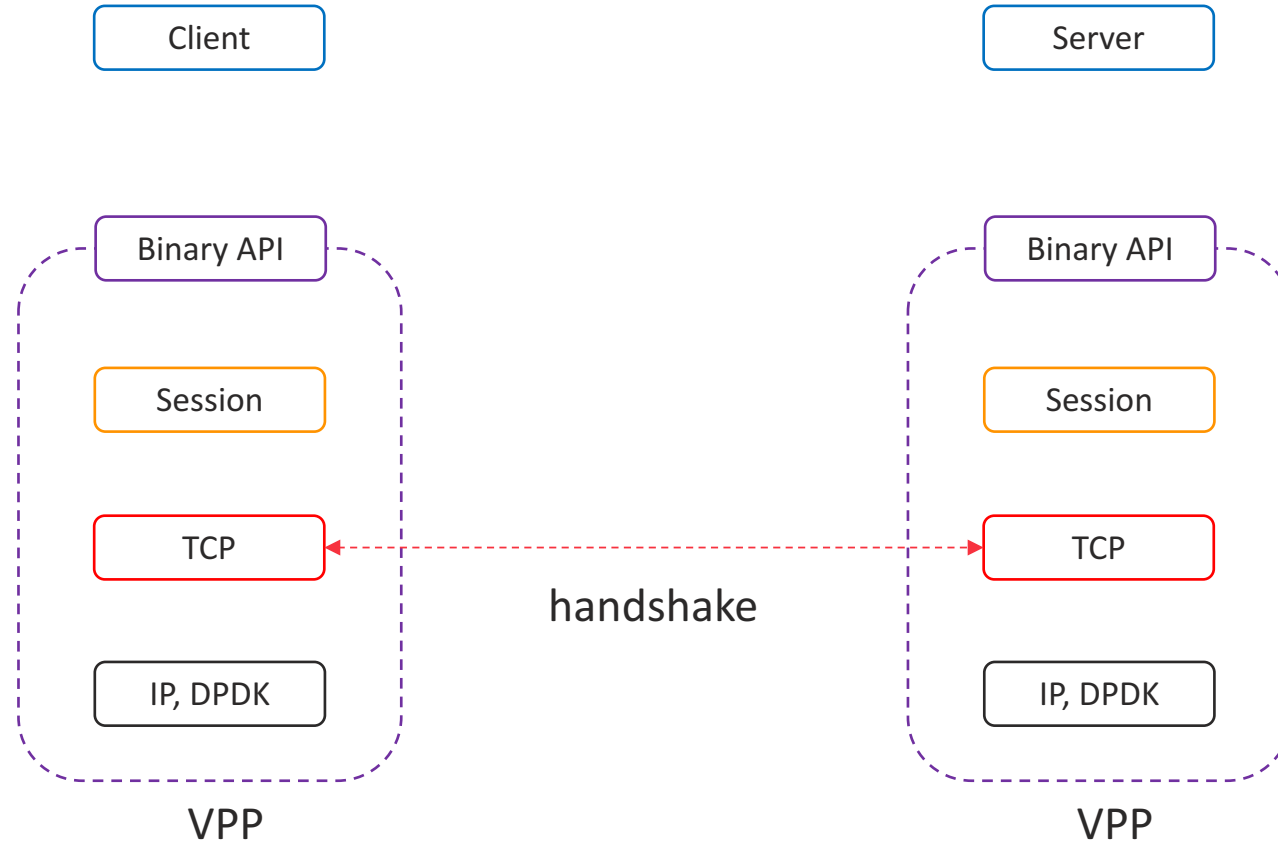 Client
Server
Binary API
Binary API
Session
Session
TCP
TCP
handshake
IP, DPDK
IP, DPDK
VPP
VPP